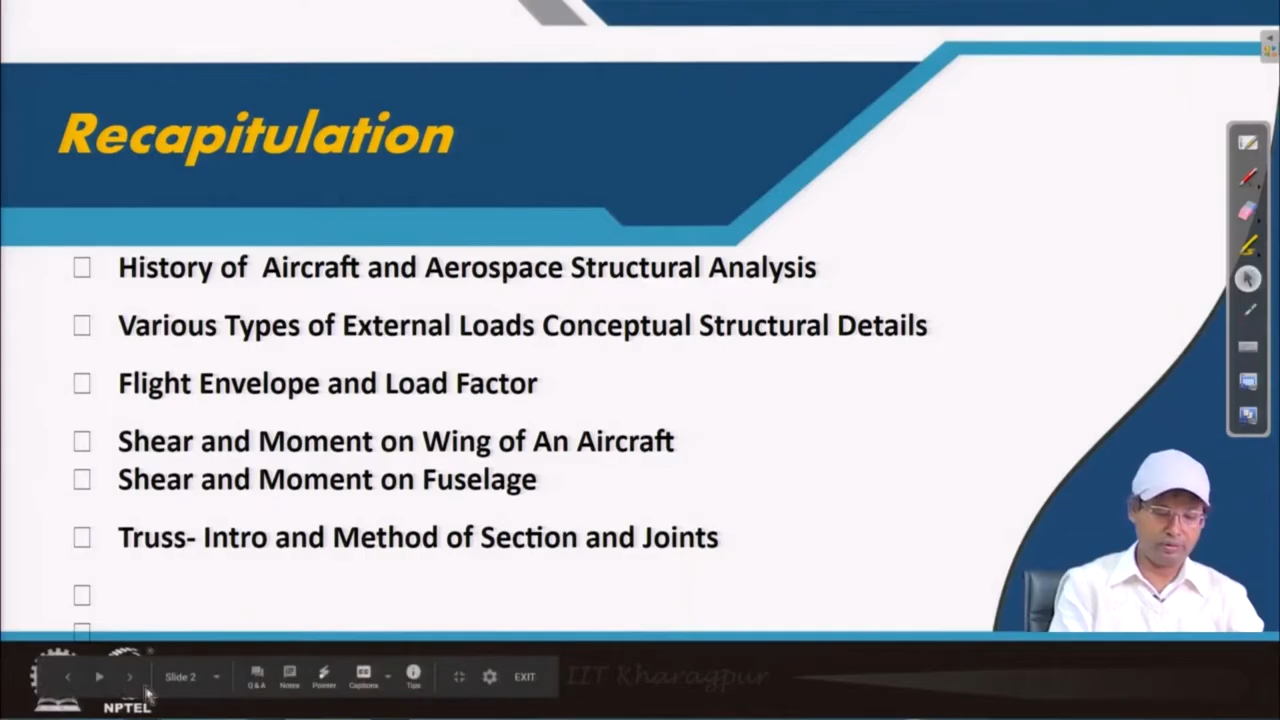 Recapitulation
History of Aircraft and Aerospace Structural Analysis
Various Types of External Loads Conceptual Structural Details
Flight Envelope and Load Factor
Shear and Moment on Wing of An Aircraft
Shear and Moment on Fuselage
Truss- Intro and Method of Section and Joints
Slide 2
Q & A
Notes
Pointer
Captions
Tips
EXIT
IIT Kharagpur
NPTEL